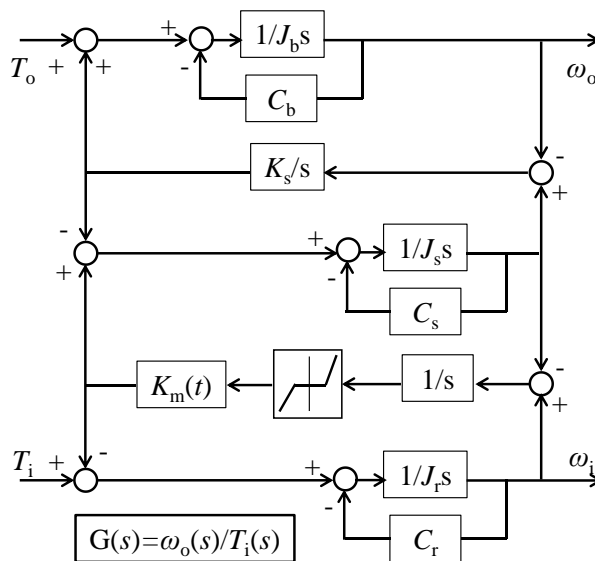 + + - 1/J_b s
T_o + + ω_o
C_b
K_s/s -
+
- + 1/J_s s
+ -
C_s
K_m(t) 1/s -
+
T_i + - + 1/J_r s ω_i
-
C_r
G(s)=ω_o(s)/T_i(s)